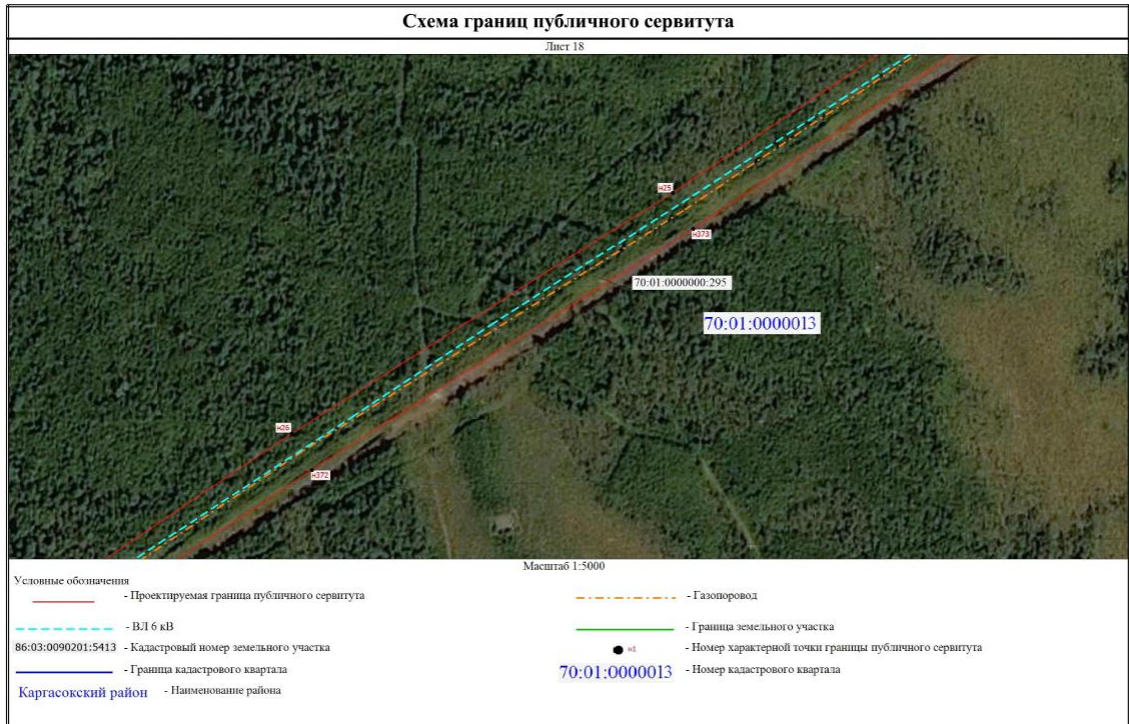 Схема границ публичного сервитута
Лист 18
н25
н373
70:01:0000000:295
70:01:0000013
н26
н372
Масштаб 1:5000
Условные обозначения
- Проектируемая граница публичного сервитута
- Газопоровод
- ВЛ 6 кВ
- Граница земельного участка
86:03:0090201:5413 - Кадастровый номер земельного участка
н1 - Номер характерной точки границы публичного сервитута
- Граница кадастрового квартала
70:01:0000013 - Номер кадастрового квартала
Каргасокский район - Наименование района